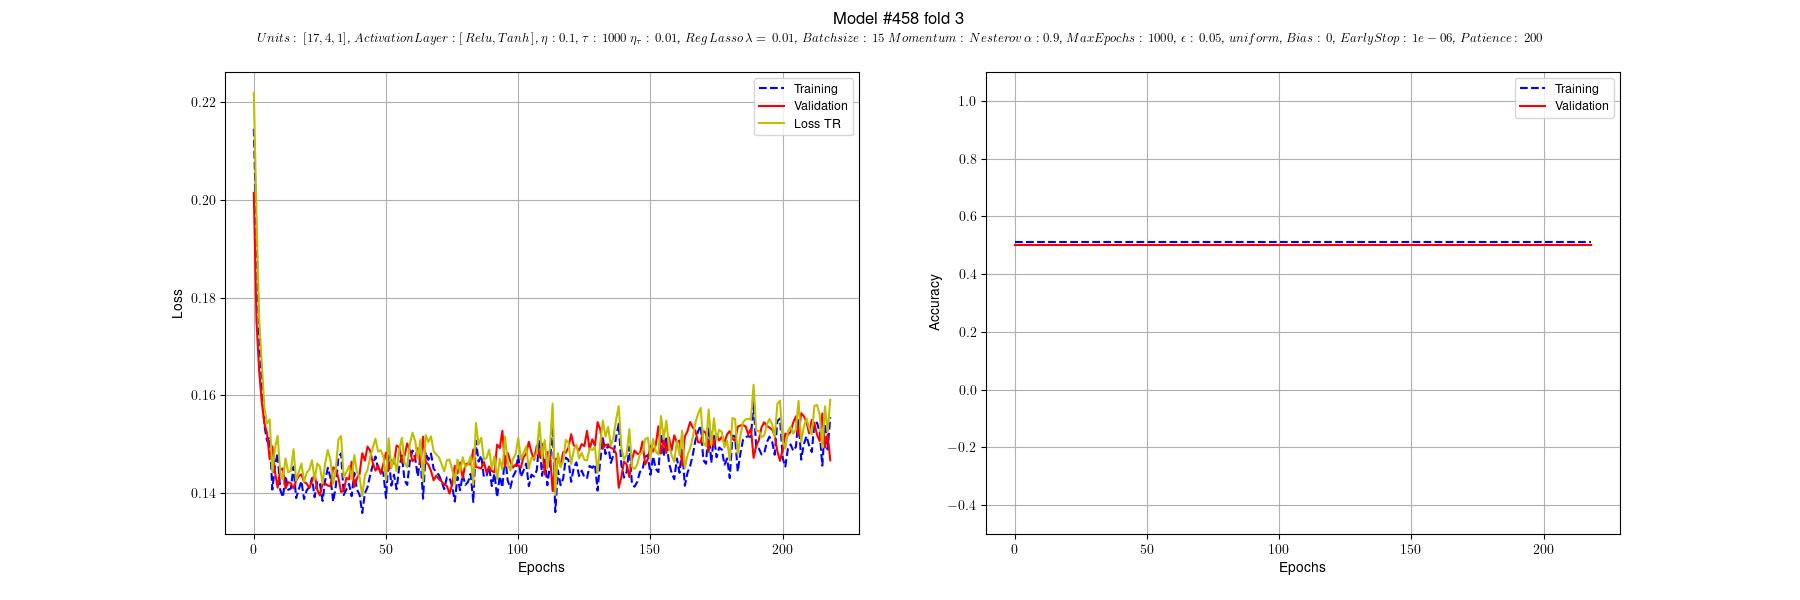 Model #458 fold 3
Units : [17, 4, 1], ActivationLayer : [Relu, Tanh], η : 0.1, τ : 1000 ητ : 0.01, Reg Lasso λ = 0.01, Batchsize : 15 Momentum : Nesterov α : 0.9, MaxEpochs : 1000, ϵ : 0.05, uniform, Bias : 0, EarlyStop : 1e − 06, Patience : 200
Loss
0.22
0.20
0.18
0.16
0.14
Training
Validation
Loss TR
0 50 100 150 200
Epochs
Accuracy
1.0
0.8
0.6
0.4
0.2
0.0
−0.2
−0.4
Training
Validation
0 50 100 150 200
Epochs